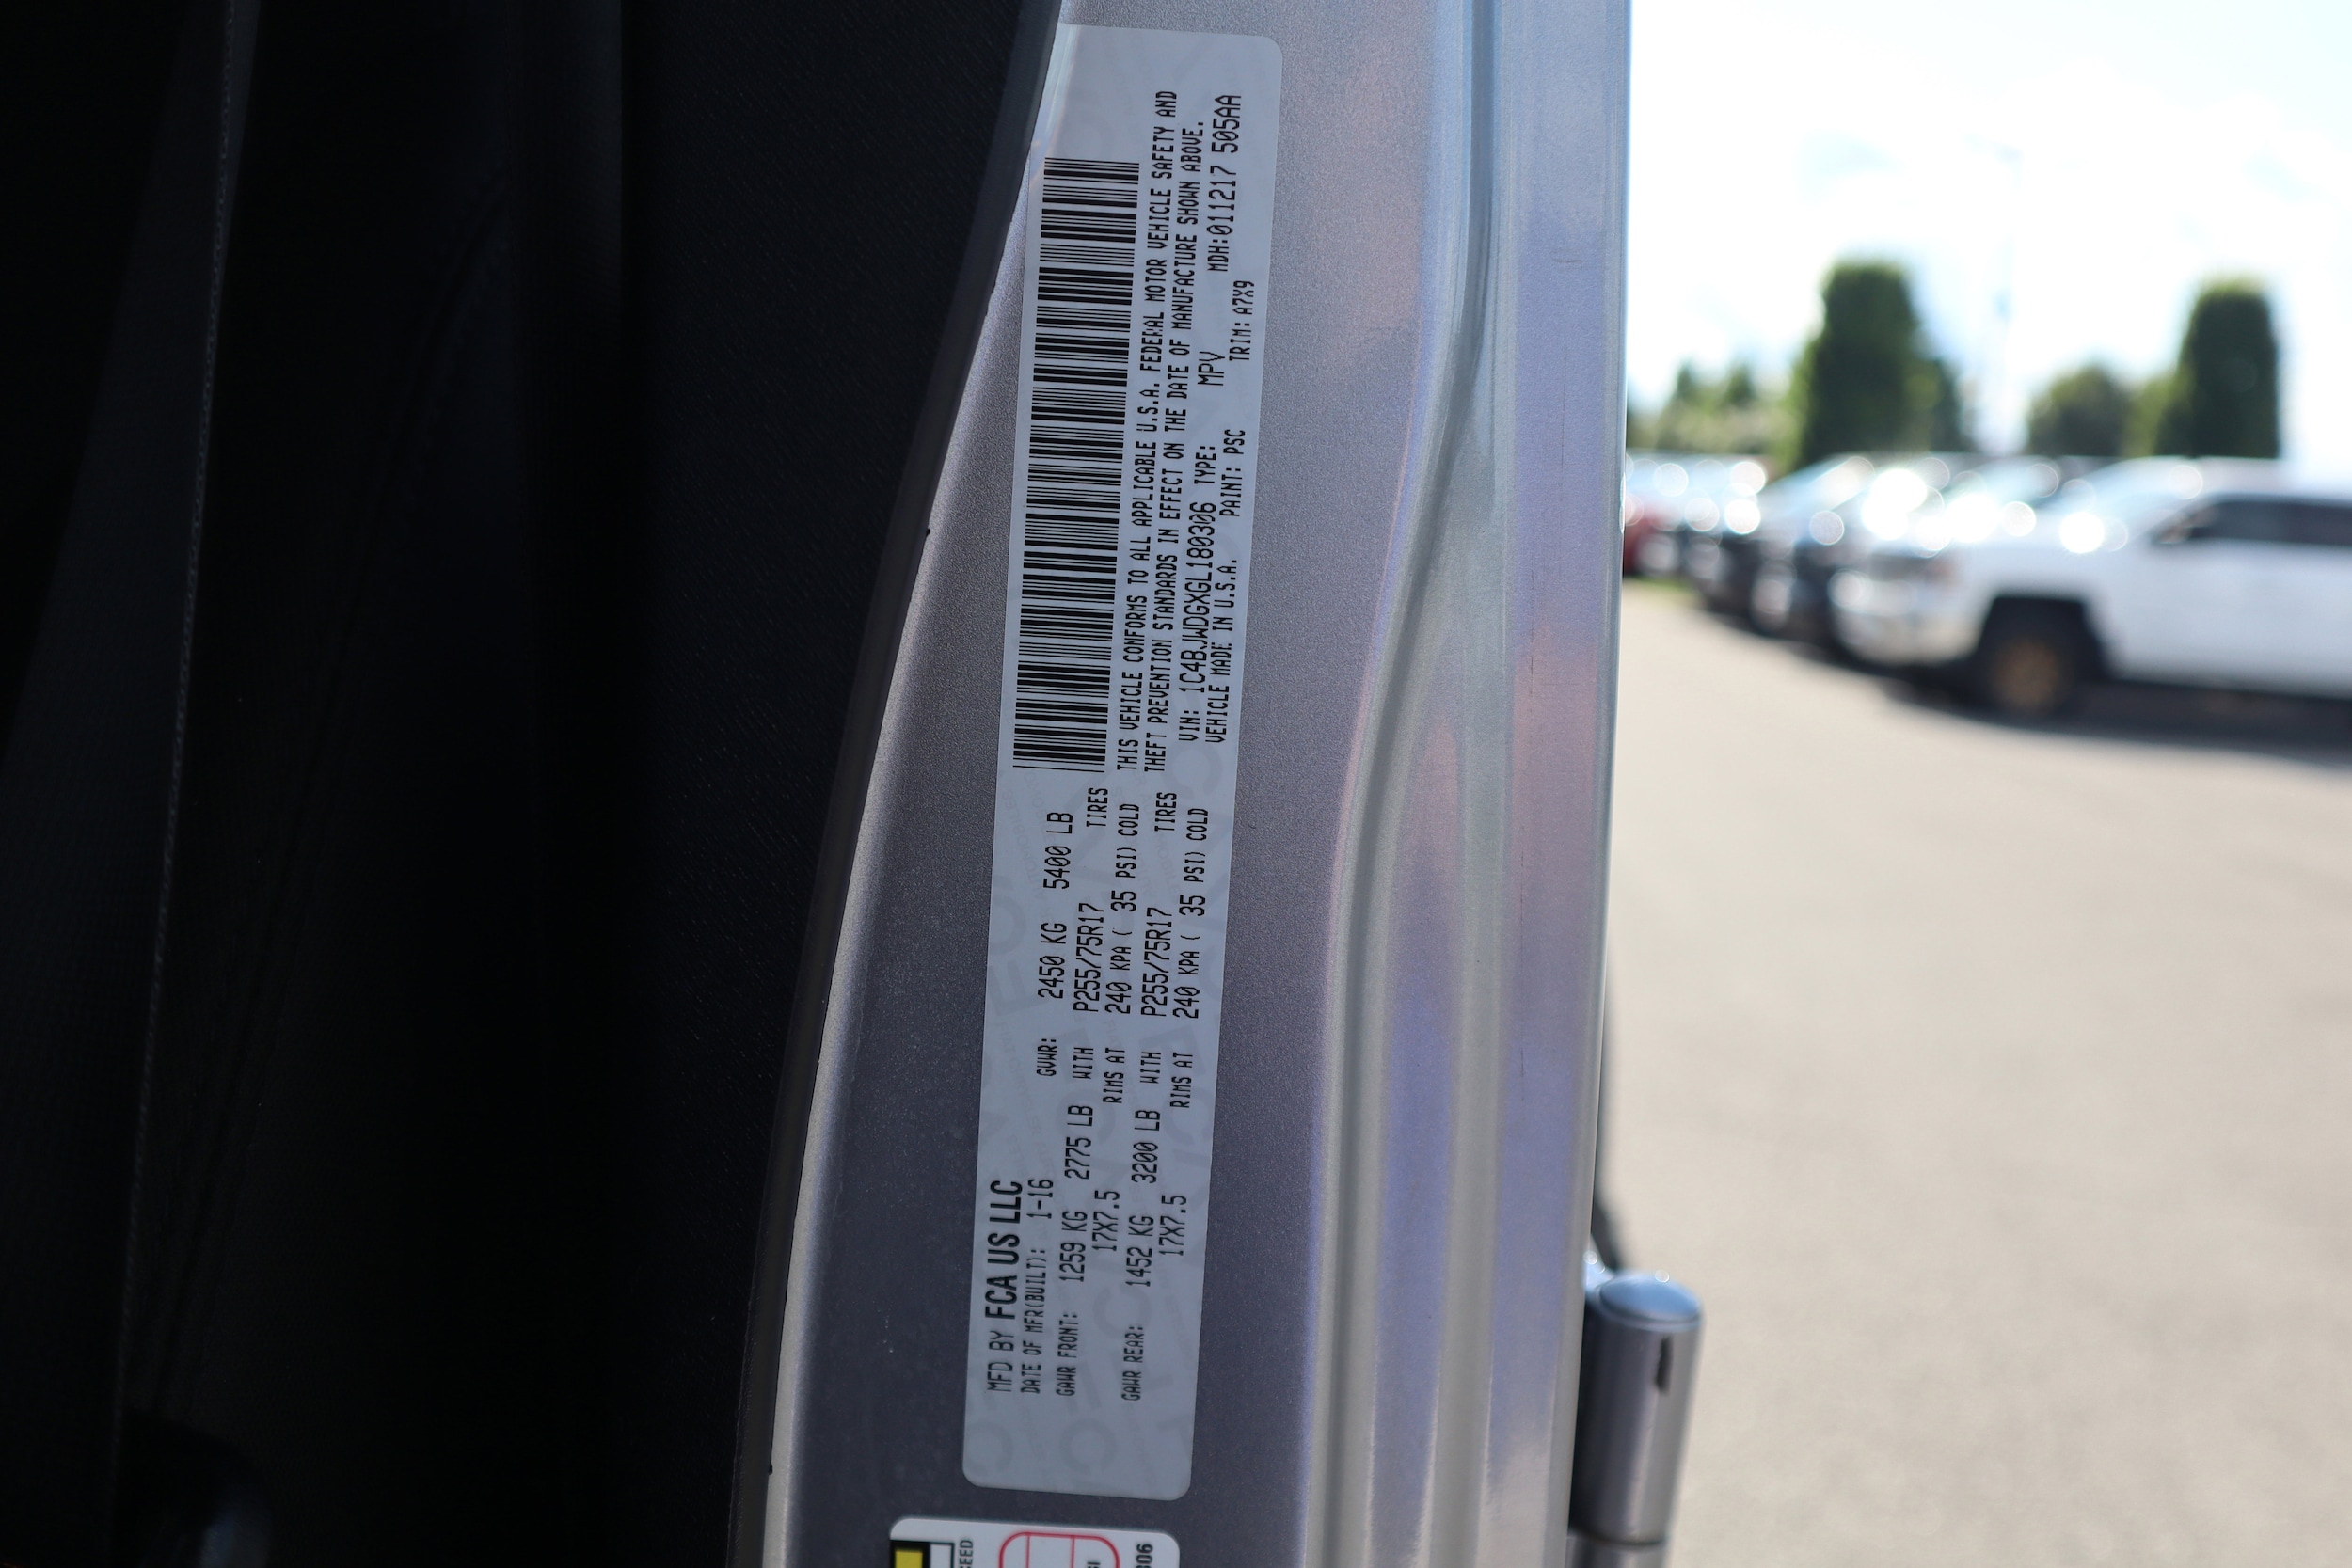 MFD BY FCA US LLC
DATE OF MFR(BUILT): 1-16 GVWR: 2450 KG 5400 LB
GAWR FRONT: 1259 KG 2775 LB WITH P255/75R17 TIRES
17X7.5 RIMS AT 240 KPA ( 35 PSI) COLD
GAWR REAR: 1452 KG 3200 LB WITH P255/75R17 TIRES
17X7.5 RIMS AT 240 KPA ( 35 PSI) COLD
THIS VEHICLE CONFORMS TO ALL APPLICABLE U.S.A. FEDERAL MOTOR VEHICLE SAFETY AND
THEFT PREVENTION STANDARDS IN EFFECT ON THE DATE OF MANUFACTURE SHOWN ABOVE.
VIN: 1C4BJWDGXGL180306 TYPE: MPV MDH:011217 505AA
VEHICLE MADE IN U.S.A. PAINT: PSC TRIM: A7X9